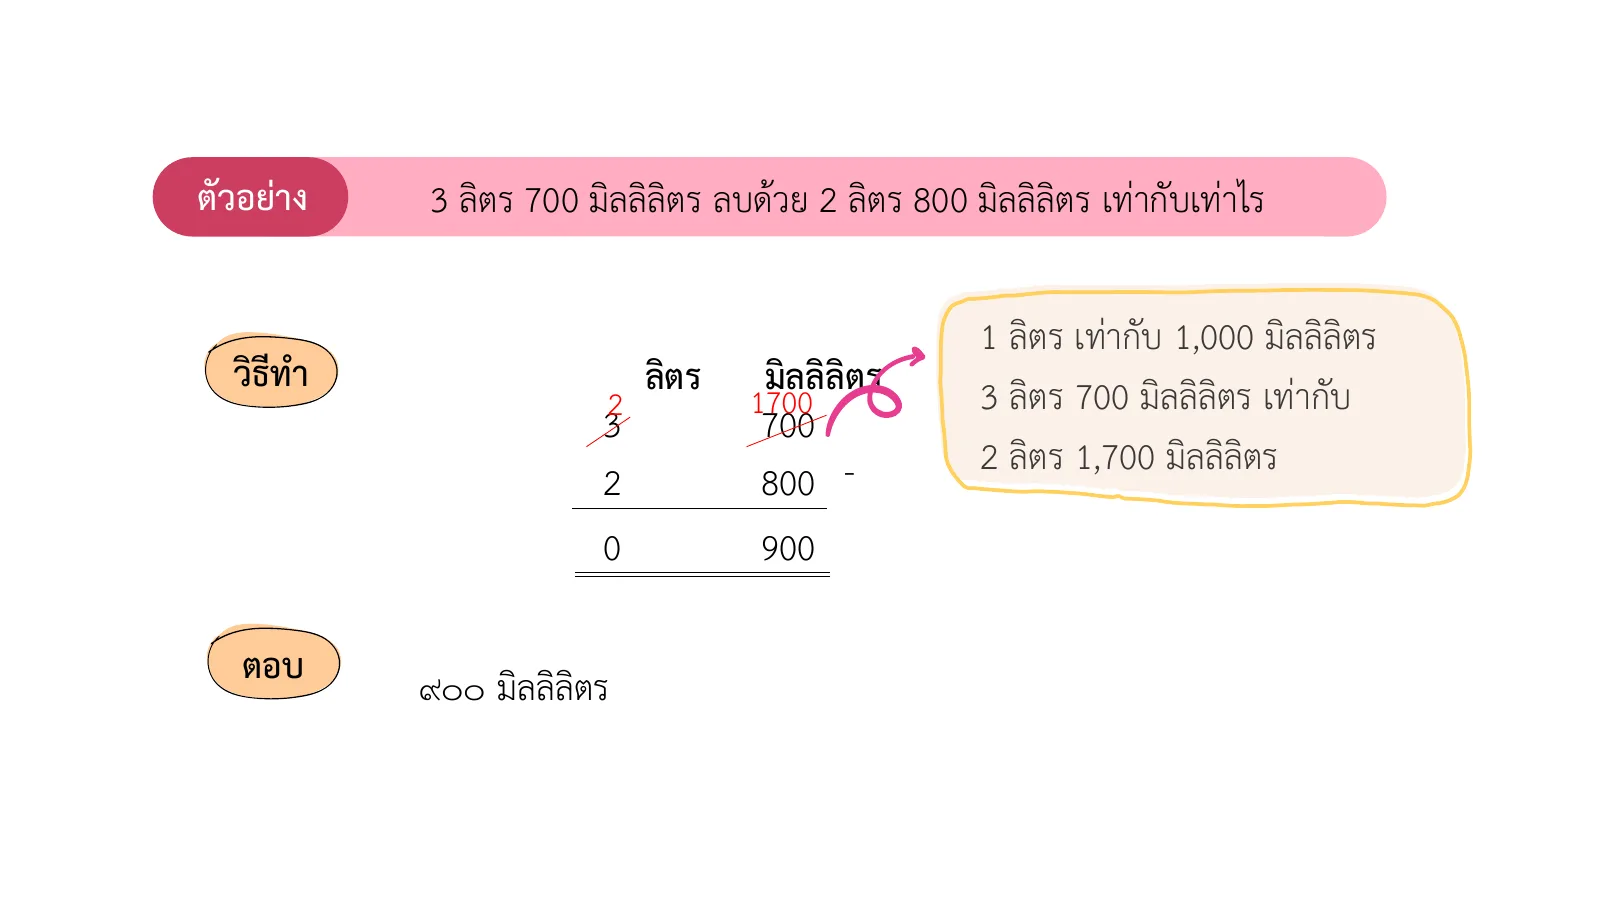 ตัวอย่าง 3 ลิตร 700 มิลลิลิตร ลบด้วย 2 ลิตร 800 มิลลิลิตร เท่ากับเท่าไร
วิธีทำ
ลิตร มิลลิลิตร
2 1700
3 700
2 800 -
0 900
1 ลิตร เท่ากับ 1,000 มิลลิลิตร
3 ลิตร 700 มิลลิลิตร เท่ากับ
2 ลิตร 1,700 มิลลิลิตร
ตอบ
๙๐๐ มิลลิลิตร